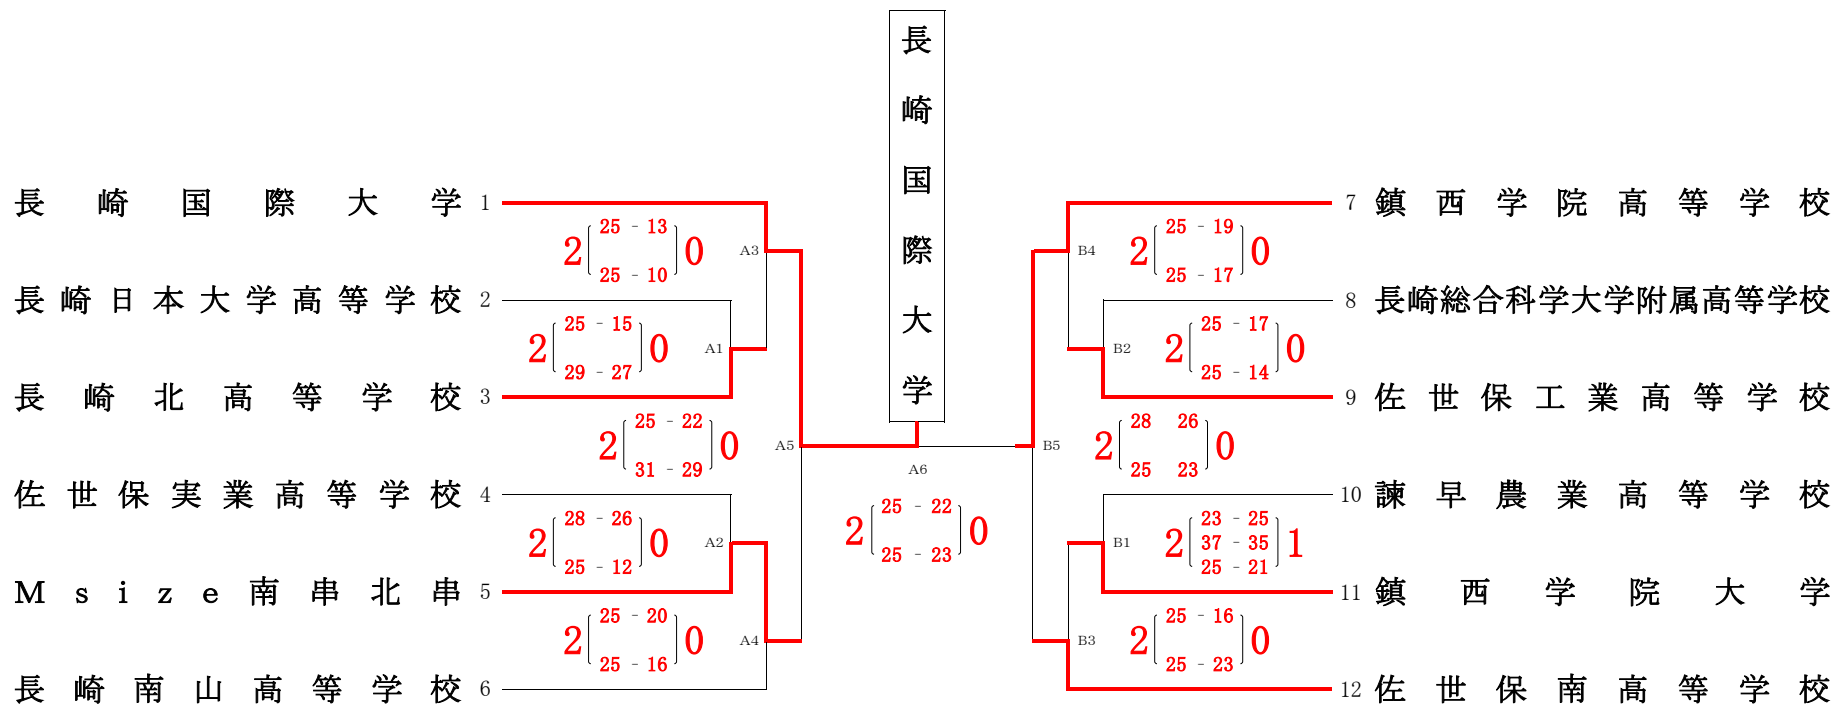 長崎国際大学
長崎国際大学 1
長崎日本大学高等学校 2
長崎北高等学校 3
佐世保実業高等学校 4
Msize南串北串 5
長崎南山高等学校 6
25 - 13
2 0 A3
25 - 10
25 - 15
2 0 A1
29 - 27
25 - 22
2 0 A5
31 - 29
28 - 26
2 0 A2
25 - 12
25 - 20
2 0 A4
25 - 16
A6
25 - 22
2 0
25 - 23
7 鎮西学院高等学校
8 長崎総合科学大学附属高等学校
9 佐世保工業高等学校
10 諫早農業高等学校
11 鎮西学院大学
12 佐世保南高等学校
25 - 19
B4 2 0
25 - 17
25 - 17
B2 2 0
25 - 14
28 26
B5 2 0
25 23
23 - 25
B1 2 37 - 35 1
25 - 21
25 - 16
B3 2 0
25 - 23